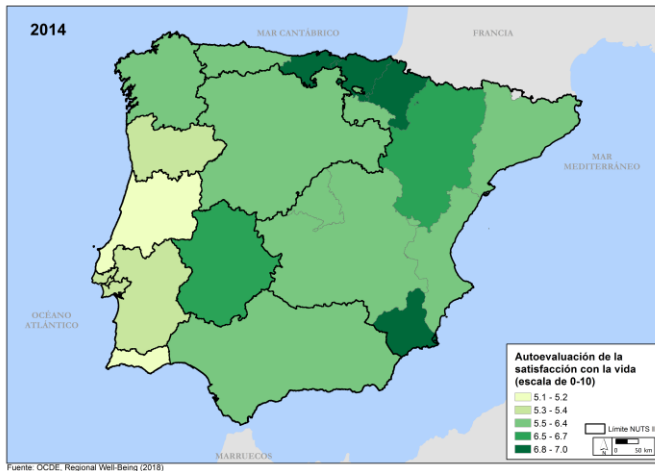 2014
MAR CANTÁBRICO
FRANCIA
MAR
MEDITERRÁNEO
OCÉANO
ATLÁNTICO
MARRUECOS
Autoevaluación de la
satisfacción con la vida
(escala de 0-10)
5.1 - 5.2
5.3 - 5.4
5.5 - 6.4
6.5 - 6.7
6.8 - 7.0
Límite NUTS II
0 50 km
Fuente: OCDE, Regional Well-Being (2018)